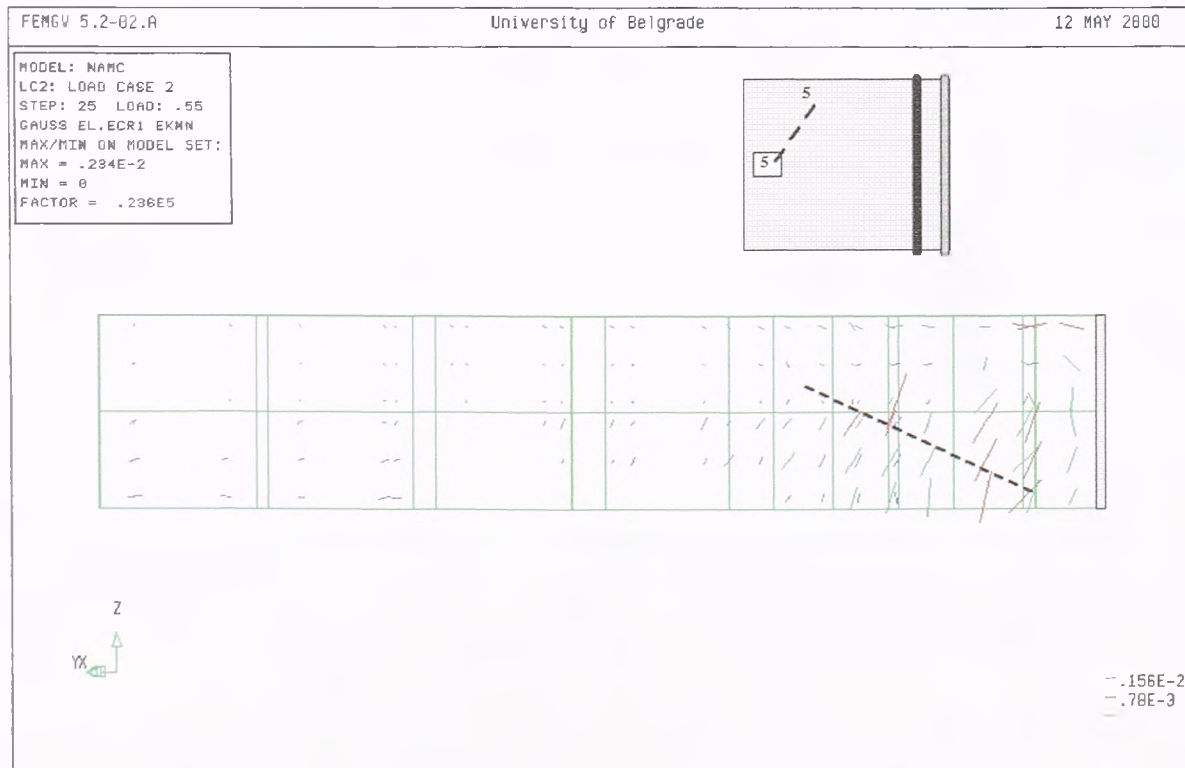 FEMGV 5.2-02.A University of Belgrade 12 MAY 2000
MODEL: NAMC
LC2: LOAD CASE 2
STEP: 25 LOAD: .55
GAUSS EL.ECR1 EKNN
MAX/MIN ON MODEL SET:
MAX = .234E-2
MIN = 0
FACTOR = .236E5
5
5
Z
YX
.156E-2
.78E-3